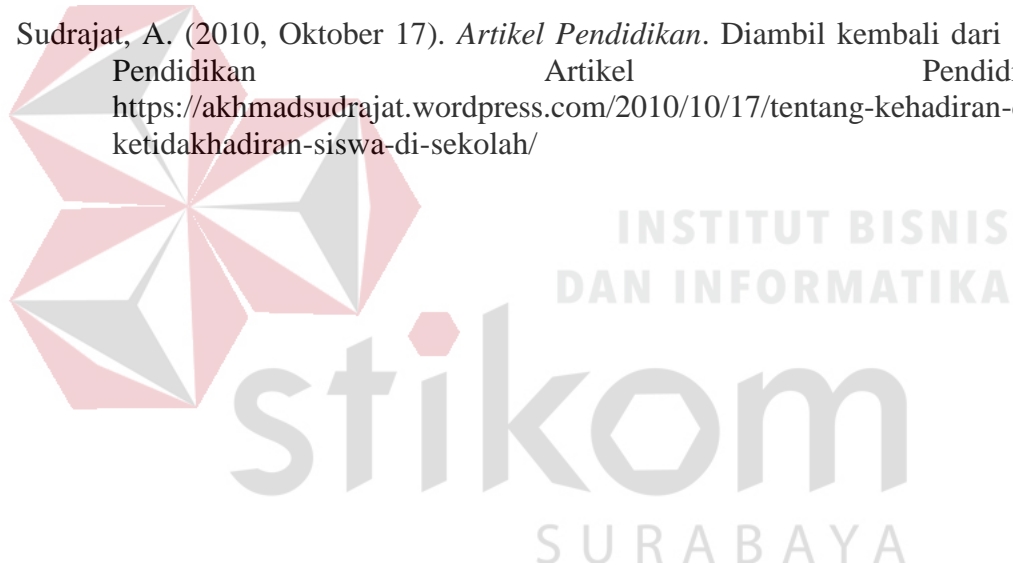 Sudrajat, A. (2010, Oktober 17). Artikel Pendidikan. Diambil kembali dari
Pendidikan Artikel
https://akhmadsudrajat.wordpress.com/2010/10/17/tentang-kehadiran-
ketidakhadiran-siswa-di-sekolah/
INSTITUT BISNIS
DAN INFORMATIKA
stikom
SURABAYA